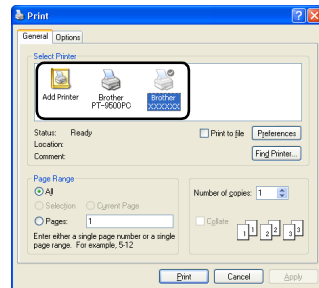 Print
General Options
Select Printer
Add Printer
Brother PT-9500PC
Brother XXXXXX
Status: Ready
Location:
Comment:
Print to file
Preferences
Find Printer...
Page Range
All
Selection
Current Page
Pages: 1
Enter either a single page number or a single
page range. For example, 5-12
Number of copies: 1
Collate
1 1 2 2 3 3
Print
Cancel
Apply